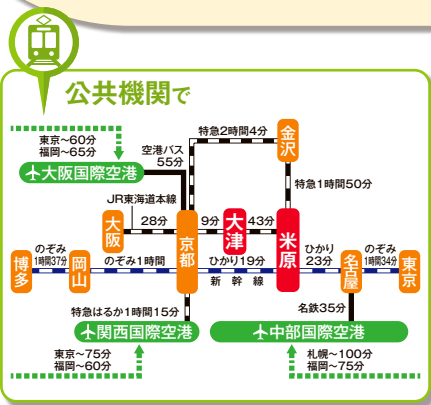 公共機関で
東京〜60分
福岡〜65分
大阪国際空港
空港バス
55分
特急2時間4分
金沢
特急1時間50分
JR東海道本線
大阪
28分
京都
9分
大津
43分
米原
博多
のぞみ
1時間37分
岡山
のぞみ1時間
ひかり19分
新幹線
ひかり
23分
名古屋
のぞみ
1時間34分
東京
特急はるか1時間15分
名鉄35分
関西国際空港
中部国際空港
東京〜75分
福岡〜60分
札幌〜100分
福岡〜75分